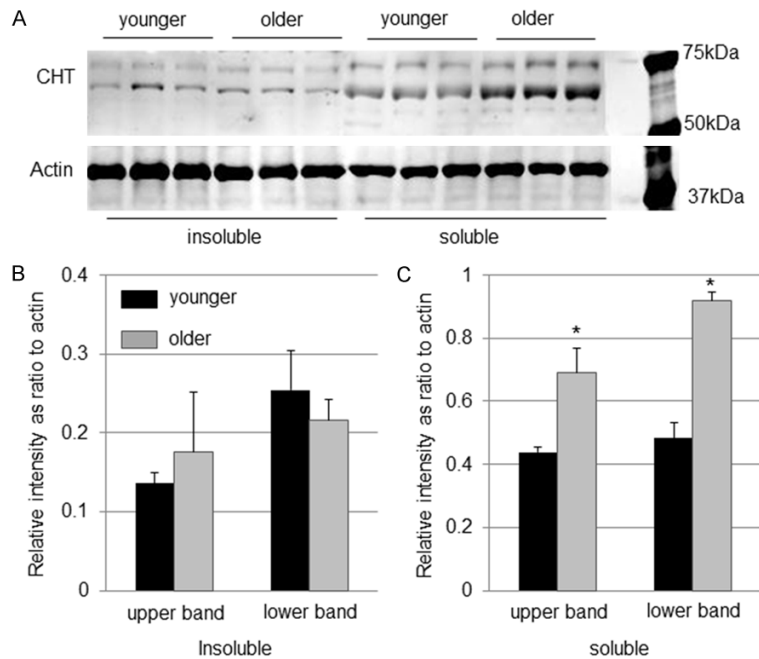 A
younger older younger older
CHT
75kDa
50kDa
Actin
37kDa
insoluble soluble
B
Relative intensity as ratio to actin
0.4
0.3
0.2
0.1
0
younger
older
upper band lower band
Insoluble
C
Relative intensity as ratio to actin
1
0.8
0.6
0.4
0.2
0
*
*
upper band lower band
soluble